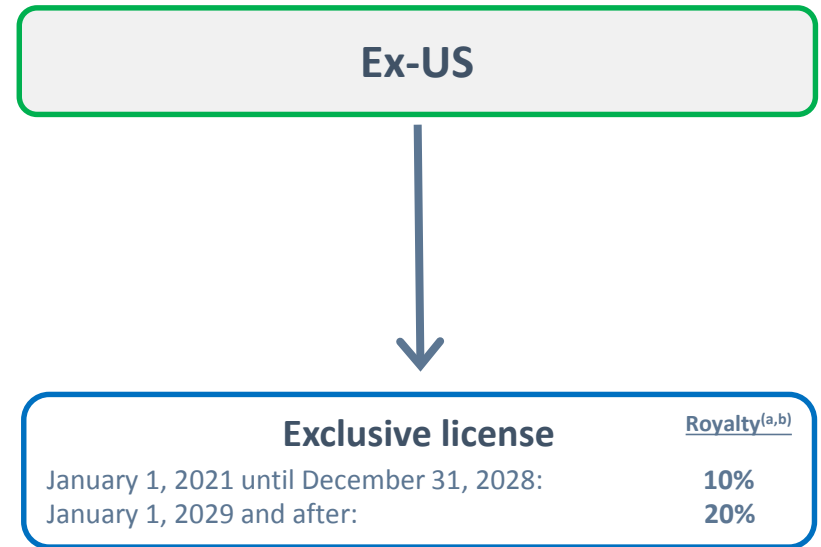 Ex-US
Exclusive license Royalty(a,b)
January 1, 2021 until December 31, 2028: 10%
January 1, 2029 and after: 20%